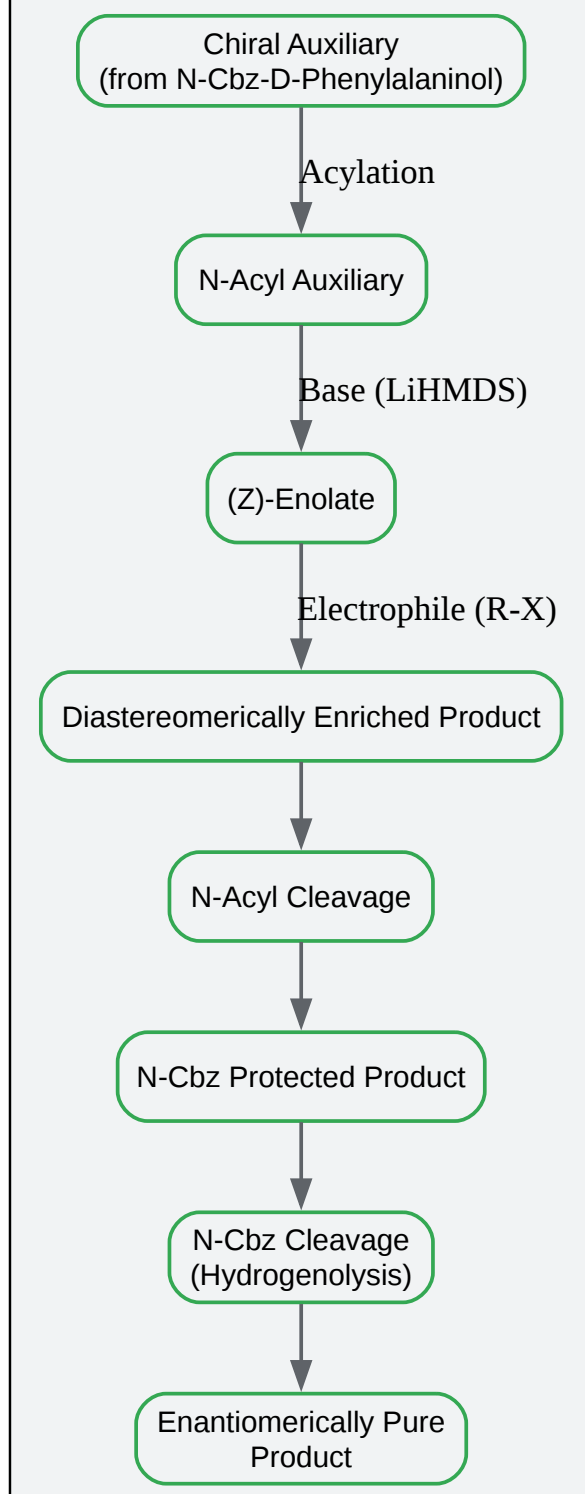 Chiral Auxiliary
(from N-Cbz-D-Phenylalaninol)
Acylation
N-Acyl Auxiliary
Base (LiHMDS)
(Z)-Enolate
Electrophile (R-X)
Diastereomerically Enriched Product
N-Acyl Cleavage
N-Cbz Protected Product
N-Cbz Cleavage
(Hydrogenolysis)
Enantiomerically Pure
Product